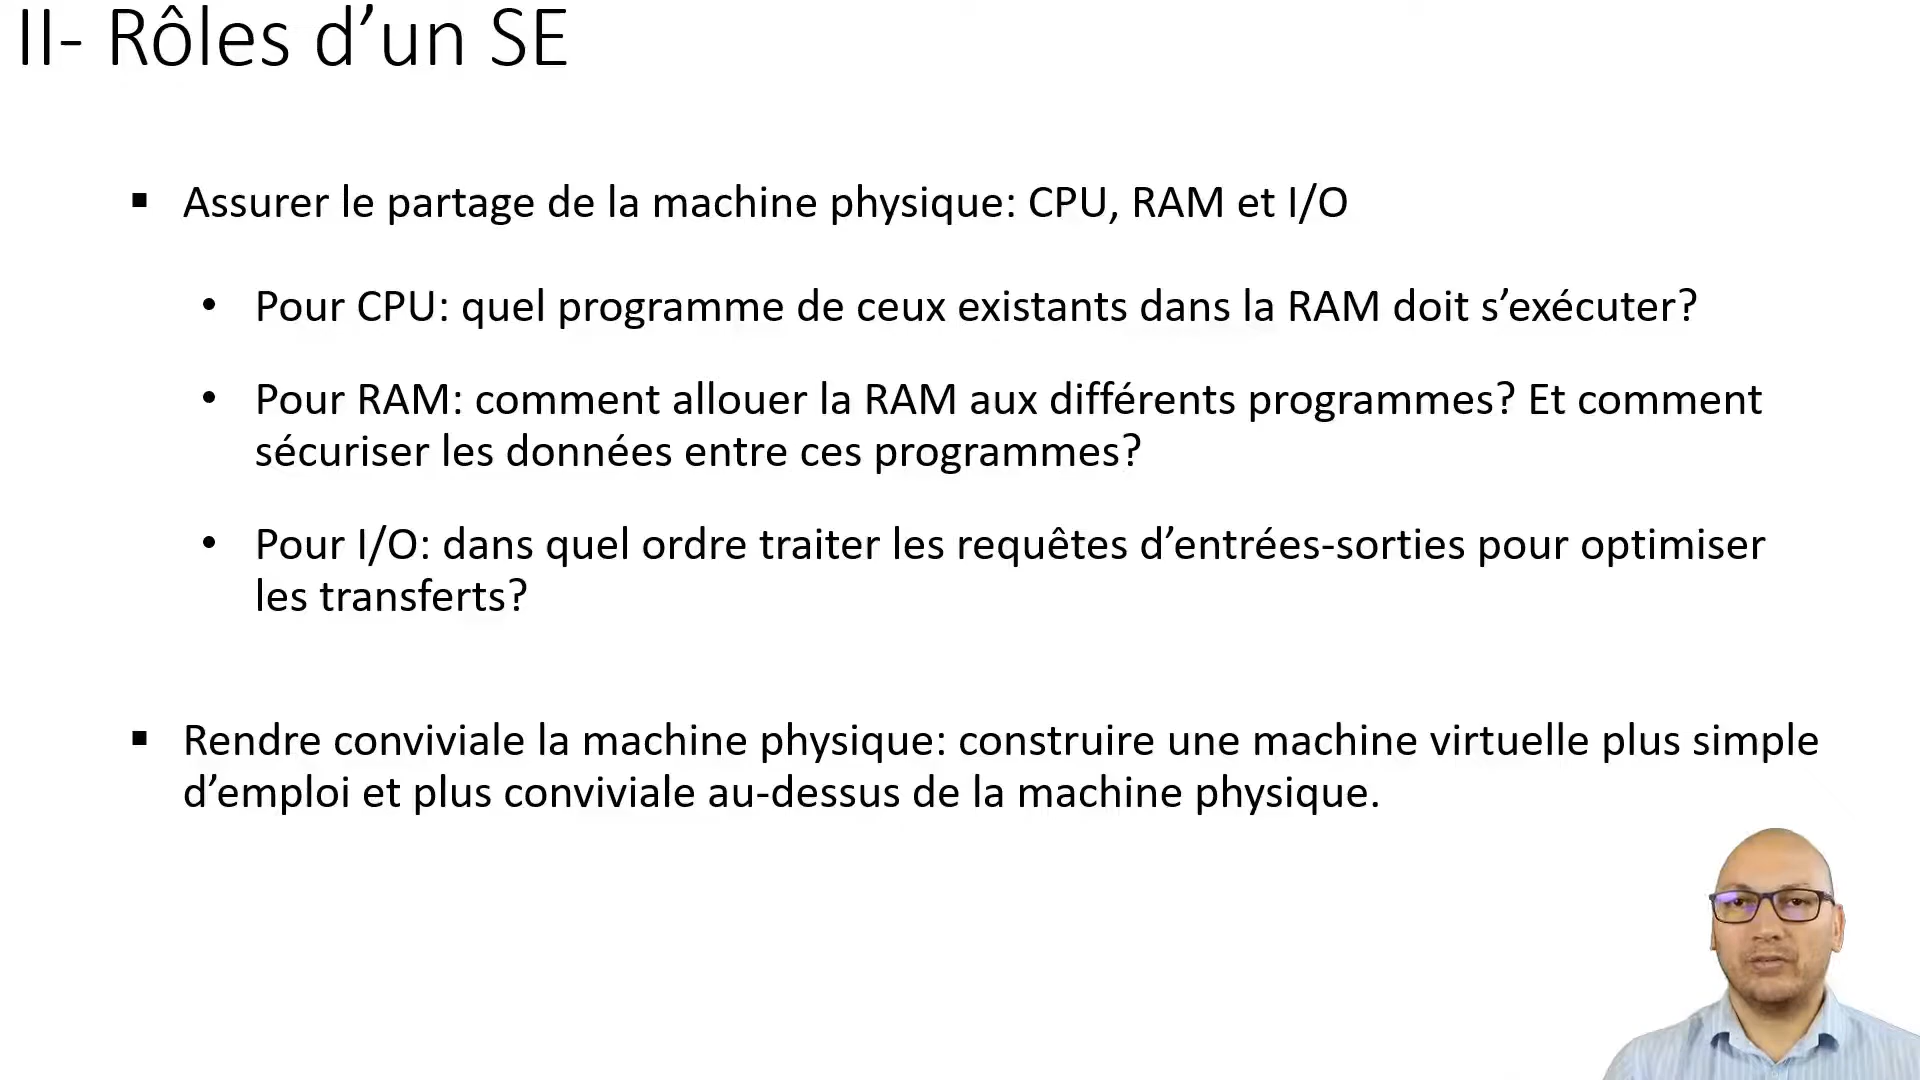 II- Rôles d’un SE
▪ Assurer le partage de la machine physique: CPU, RAM et I/O
• Pour CPU: quel programme de ceux existants dans la RAM doit s’exécuter?
• Pour RAM: comment allouer la RAM aux différents programmes? Et comment
sécuriser les données entre ces programmes?
• Pour I/O: dans quel ordre traiter les requêtes d’entrées-sorties pour optimiser
les transferts?
▪ Rendre conviviale la machine physique: construire une machine virtuelle plus simple
d’emploi et plus conviviale au-dessus de la machine physique.